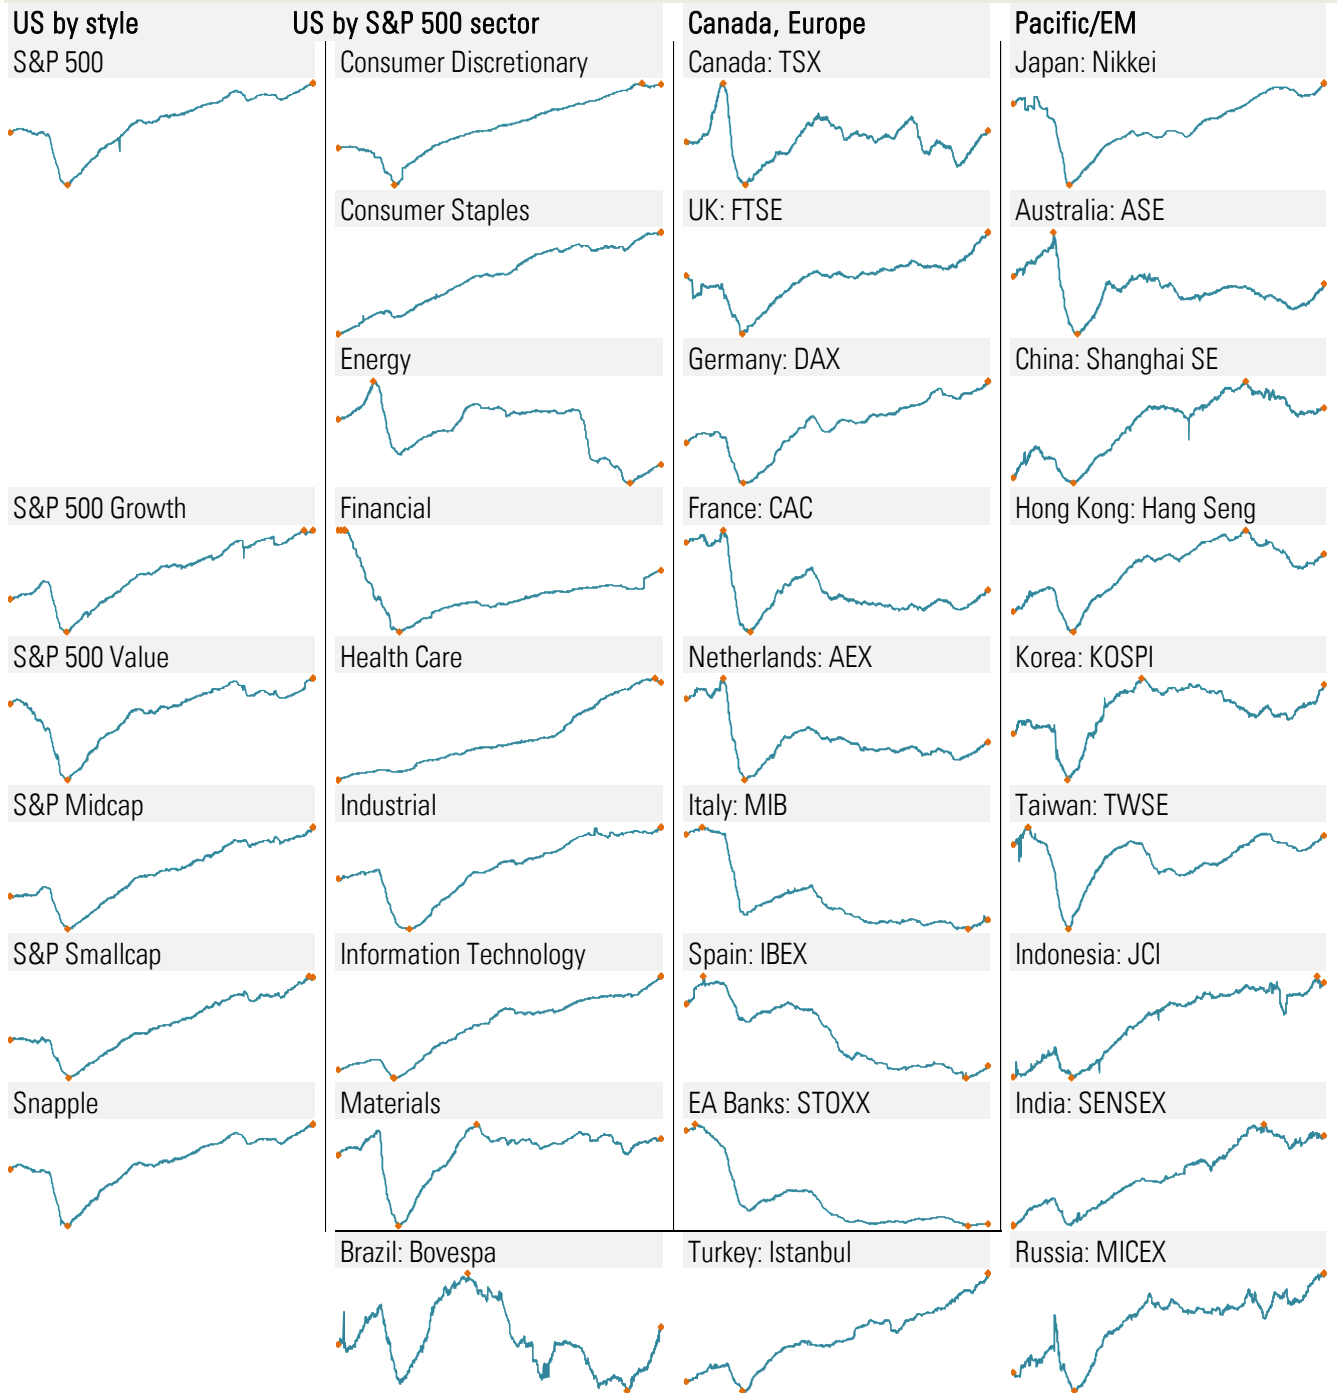 US by style
US by S&P 500 sector
Canada, Europe
Pacific/EM
S&P 500
Consumer Discretionary
Canada: TSX
Japan: Nikkei
Consumer Staples
UK: FTSE
Australia: ASE
Energy
Germany: DAX
China: Shanghai SE
S&P 500 Growth
Financial
France: CAC
Hong Kong: Hang Seng
S&P 500 Value
Health Care
Netherlands: AEX
Korea: KOSPI
S&P Midcap
Industrial
Italy: MIB
Taiwan: TWSE
S&P Smallcap
Information Technology
Spain: IBEX
Indonesia: JCI
Snapple
Materials
EA Banks: STOXX
India: SENSEX
Brazil: Bovespa
Turkey: Istanbul
Russia: MICEX